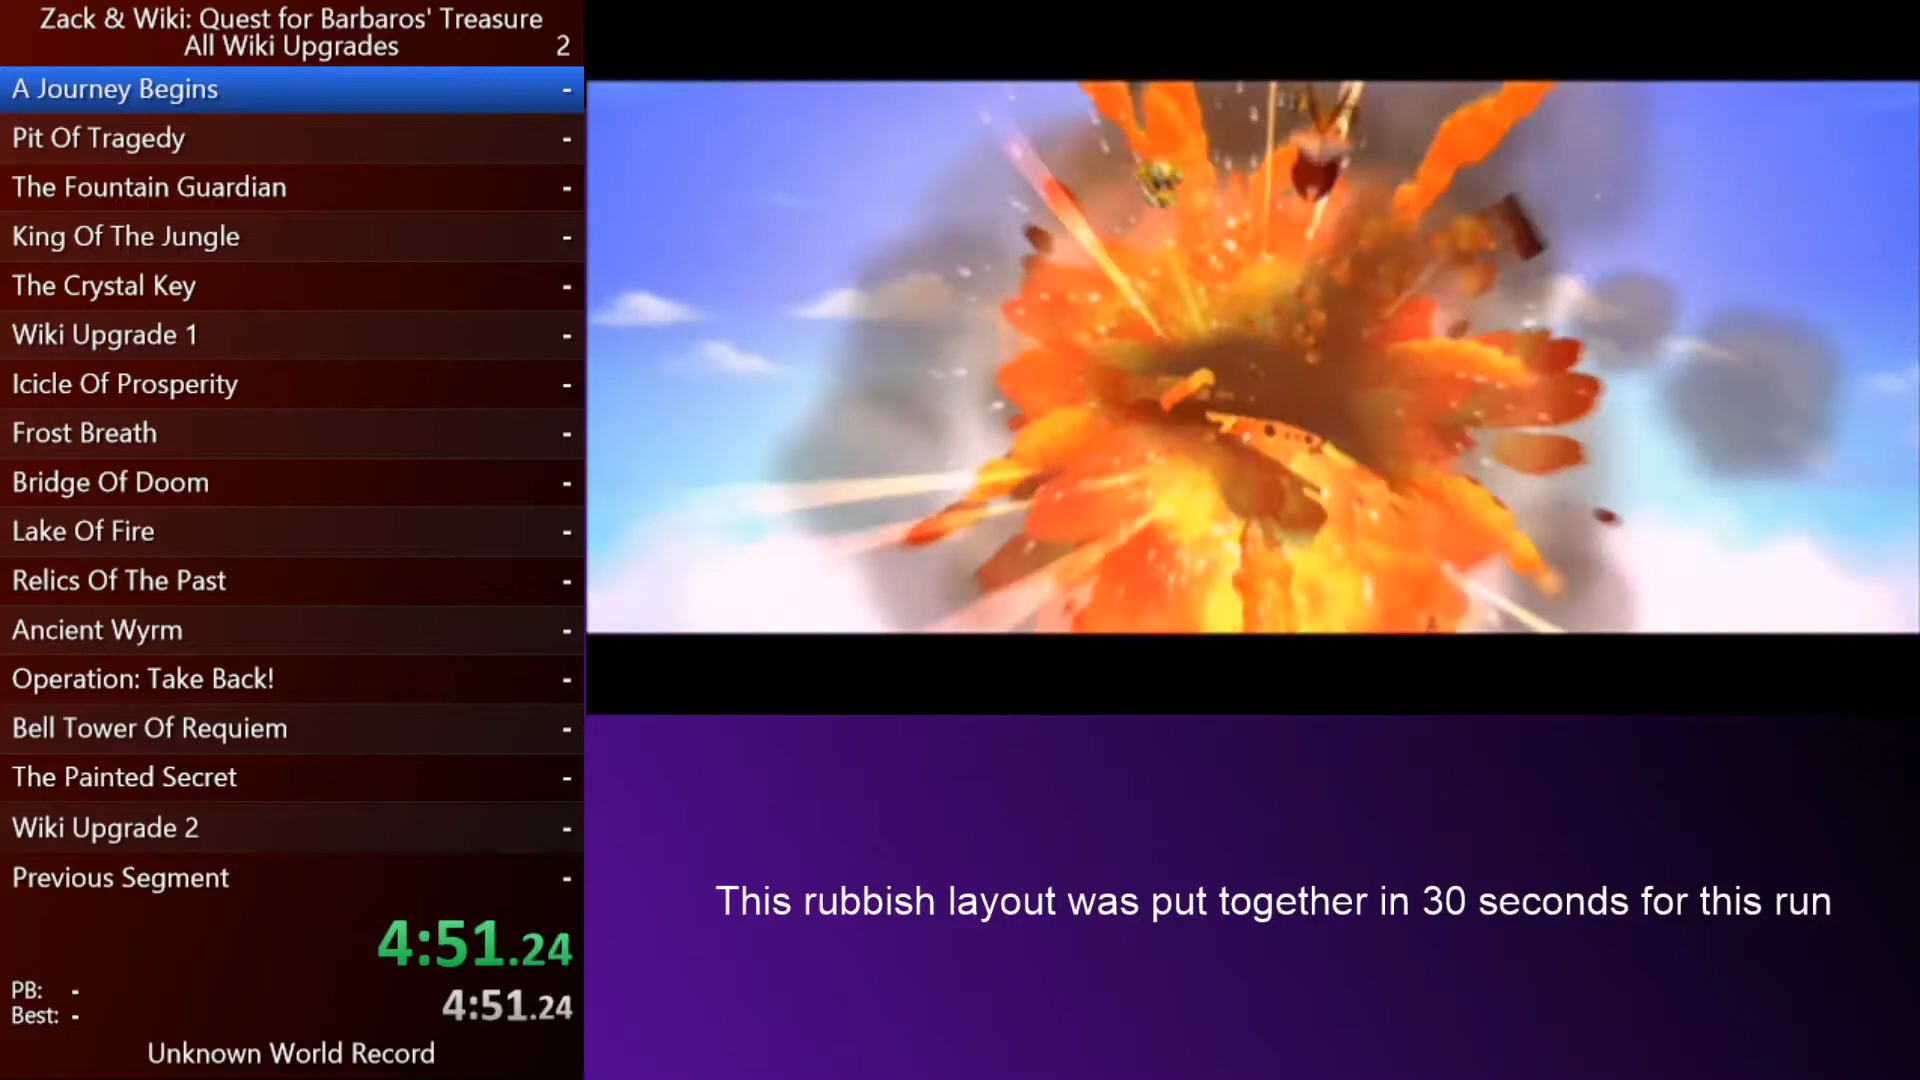 Zack & Wiki: Quest for Barbaros' Treasure
All Wiki Upgrades 2
A Journey Begins -
Pit Of Tragedy -
The Fountain Guardian -
King Of The Jungle -
The Crystal Key -
Wiki Upgrade 1 -
Icicle Of Prosperity -
Frost Breath -
Bridge Of Doom -
Lake Of Fire -
Relics Of The Past -
Ancient Wyrm -
Operation: Take Back! -
Bell Tower Of Requiem -
The Painted Secret -
Wiki Upgrade 2 -
Previous Segment -
4:51.24
PB: -
Best: -
4:51.24
Unknown World Record
This rubbish layout was put together in 30 seconds for this run